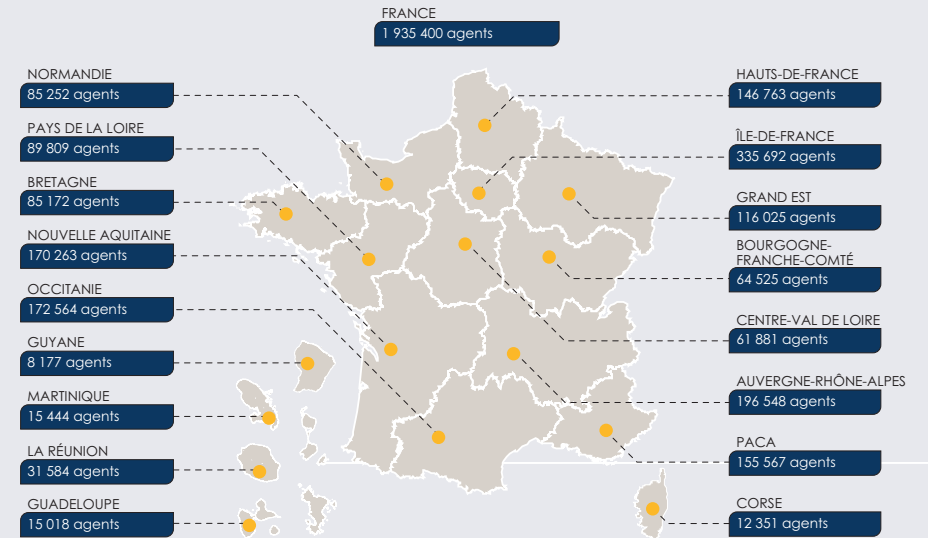 FRANCE
1 935 400 agents
NORMANDIE
85 252 agents
PAYS DE LA LOIRE
89 809 agents
BRETAGNE
85 172 agents
NOUVELLE AQUITAINE
170 263 agents
OCCITANIE
172 564 agents
GUYANE
8 177 agents
MARTINIQUE
15 444 agents
LA RÉUNION
31 584 agents
GUADELOUPE
15 018 agents
HAUTS-DE-FRANCE
146 763 agents
ÎLE-DE-FRANCE
335 692 agents
GRAND EST
116 025 agents
BOURGOGNE-
FRANCHE-COMTÉ
64 525 agents
CENTRE-VAL DE LOIRE
61 881 agents
AUVERGNE-RHÔNE-ALPES
196 548 agents
PACA
155 567 agents
CORSE
12 351 agents